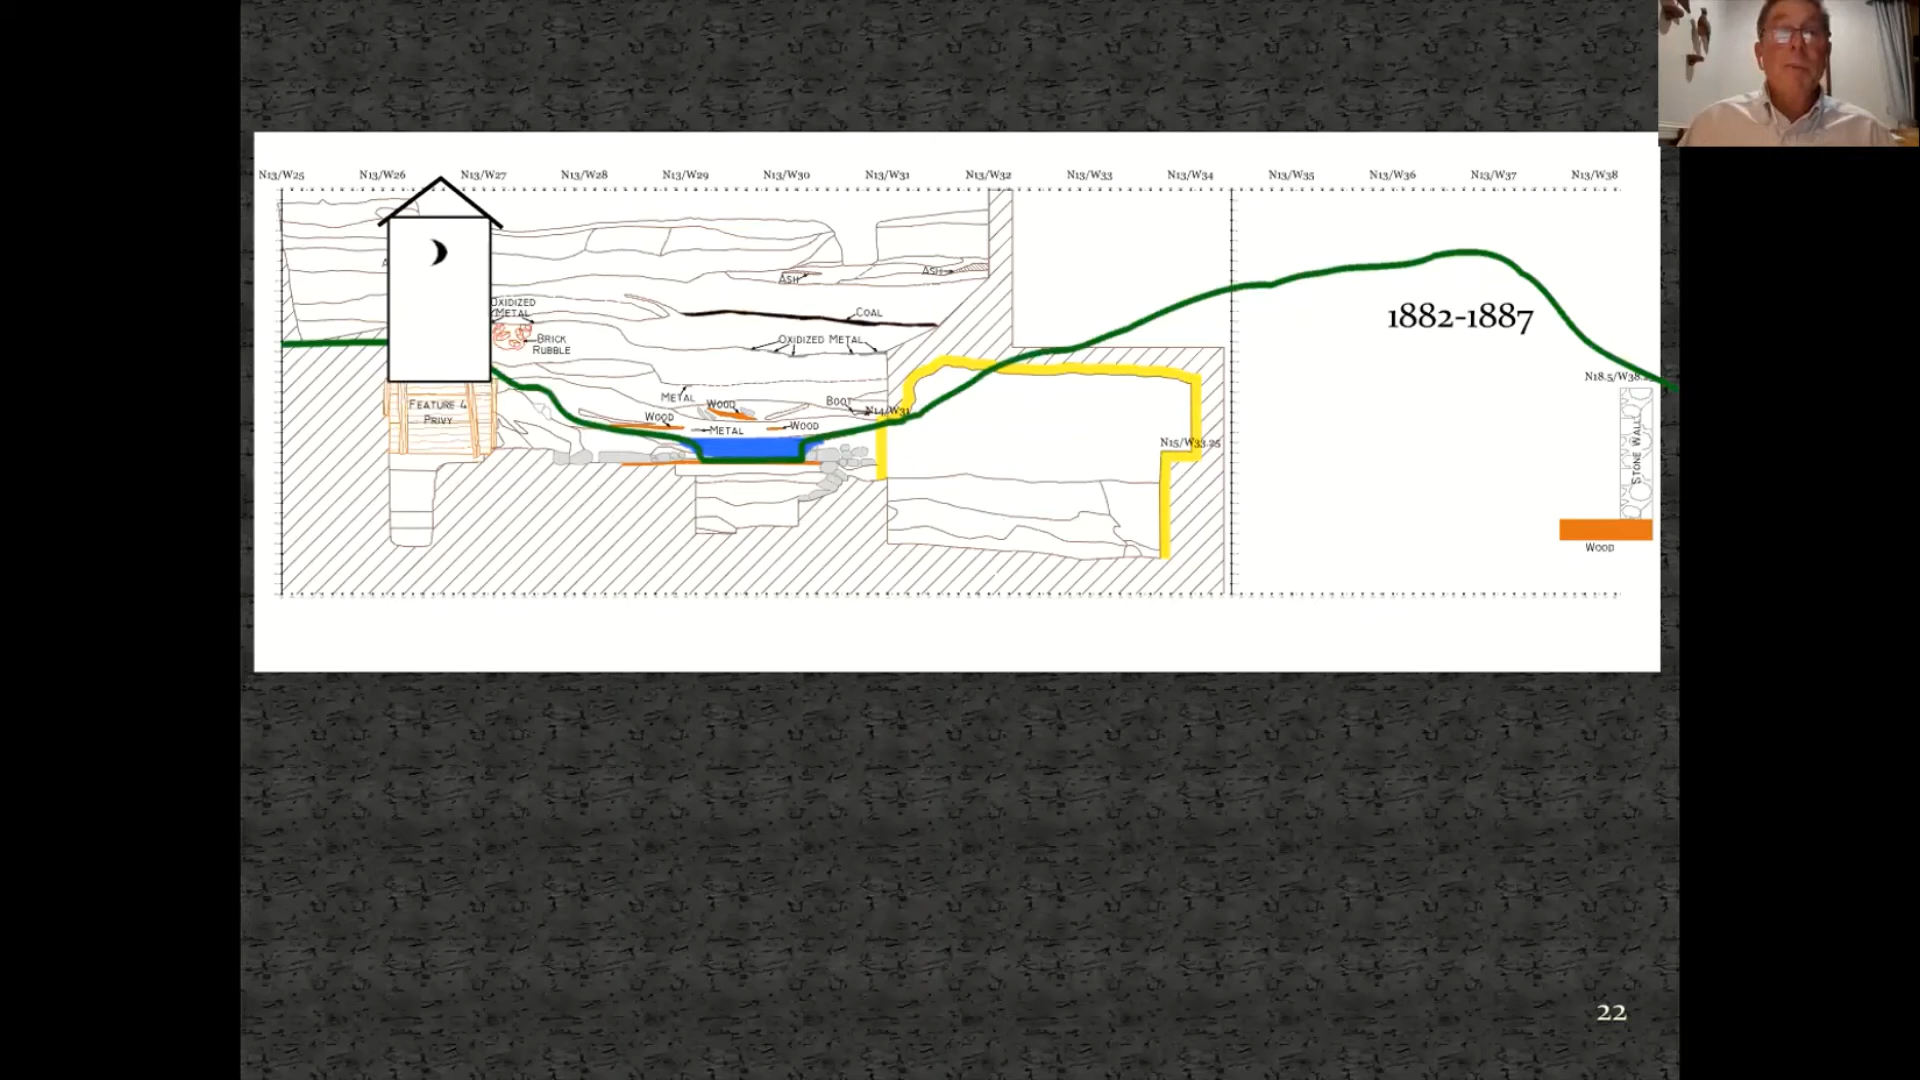 N13/W25 N13/W26 N13/W27 N13/W28 N13/W29 N13/W30 N13/W31 N13/W32 N13/W33 N13/W34 N13/W35 N13/W36 N13/W37 N13/W38
ASH
ASH
OXIDIZED
METAL
COAL
1882-1887
BRICK
RUBBLE
OXIDIZED METAL
METAL
WOOD
BOOT
N14/W31
FEATURE 4
PRIVY
WOOD
METAL
WOOD
N15/W33.25
STONE WALL
WOOD
22